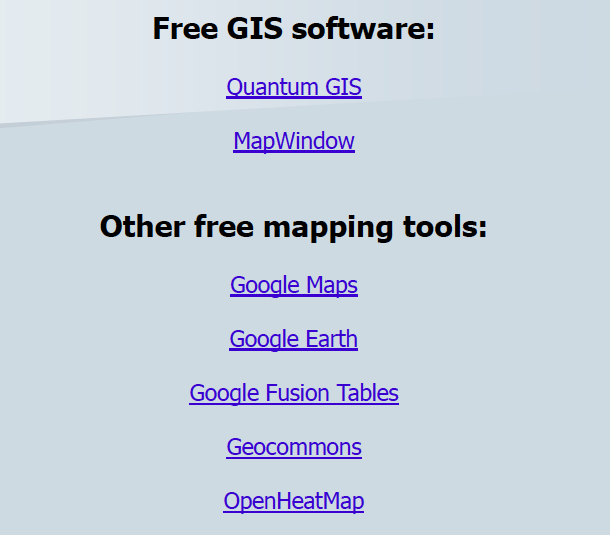 Free GIS software:
Quantum GIS
MapWindow
Other free mapping tools:
Google Maps
Google Earth
Google Fusion Tables
Geocommons
OpenHeatMap